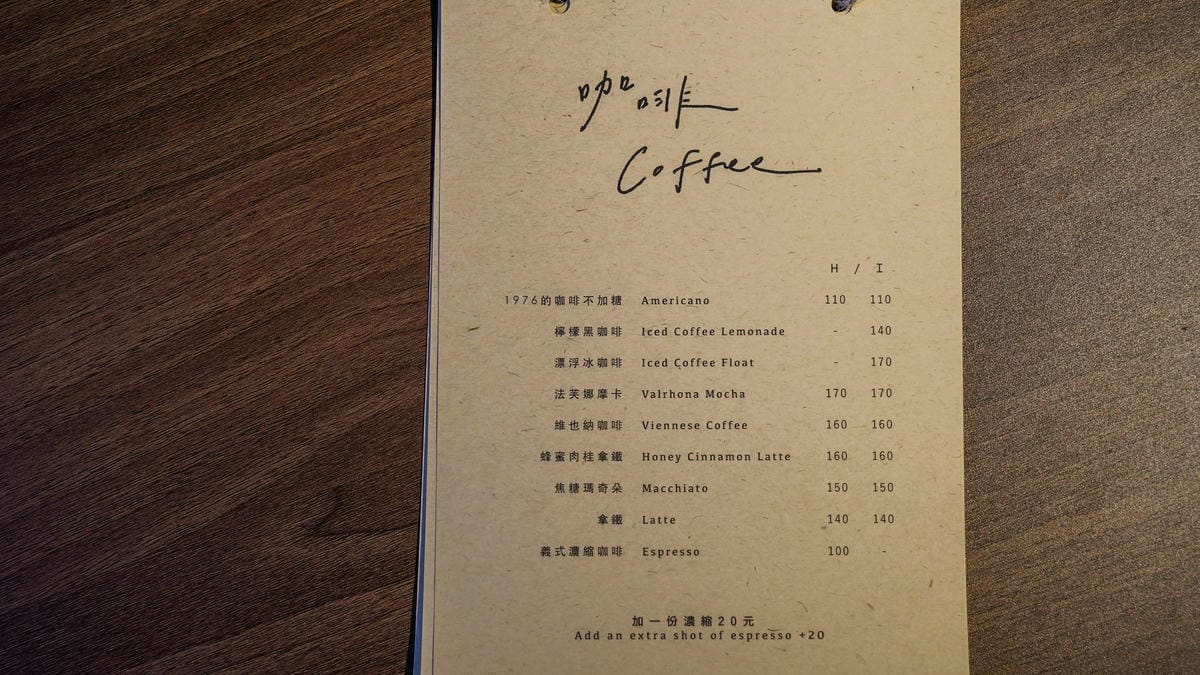 咖啡
Coffee
H / I
1976的咖啡不加糖 Americano 110 110
檸檬黑咖啡 Iced Coffee Lemonade - 140
漂浮冰咖啡 Iced Coffee Float - 170
法芙娜摩卡 Valrhona Mocha 170 170
維也納咖啡 Viennese Coffee 160 160
蜂蜜肉桂拿鐵 Honey Cinnamon Latte 160 160
焦糖瑪奇朵 Macchiato 150 150
拿鐵 Latte 140 140
義式濃縮咖啡 Espresso 100 -
加一份濃縮20元
Add an extra shot of espresso +20